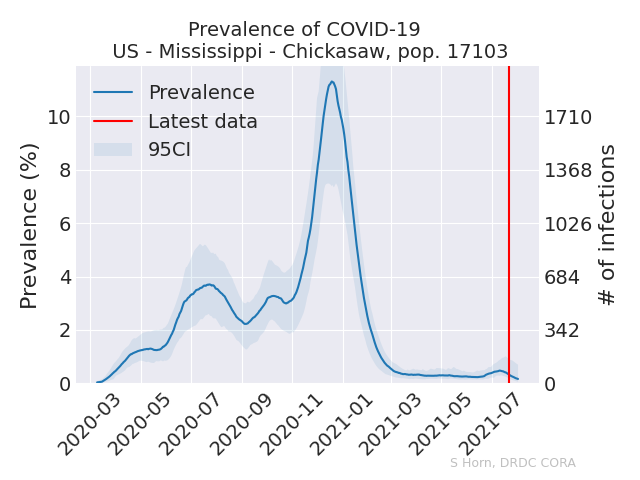 Prevalence of COVID-19
US - Mississippi - Chickasaw, pop. 17103
Prevalence
Latest data
95CI
Prevalence (%)
10
8
6
4
2
0
1710
1368
1026
684
342
0
# of infections
2020-03
2020-05
2020-07
2020-09
2020-11
2021-01
2021-03
2021-05
2021-07
S Horn, DRDC CORA